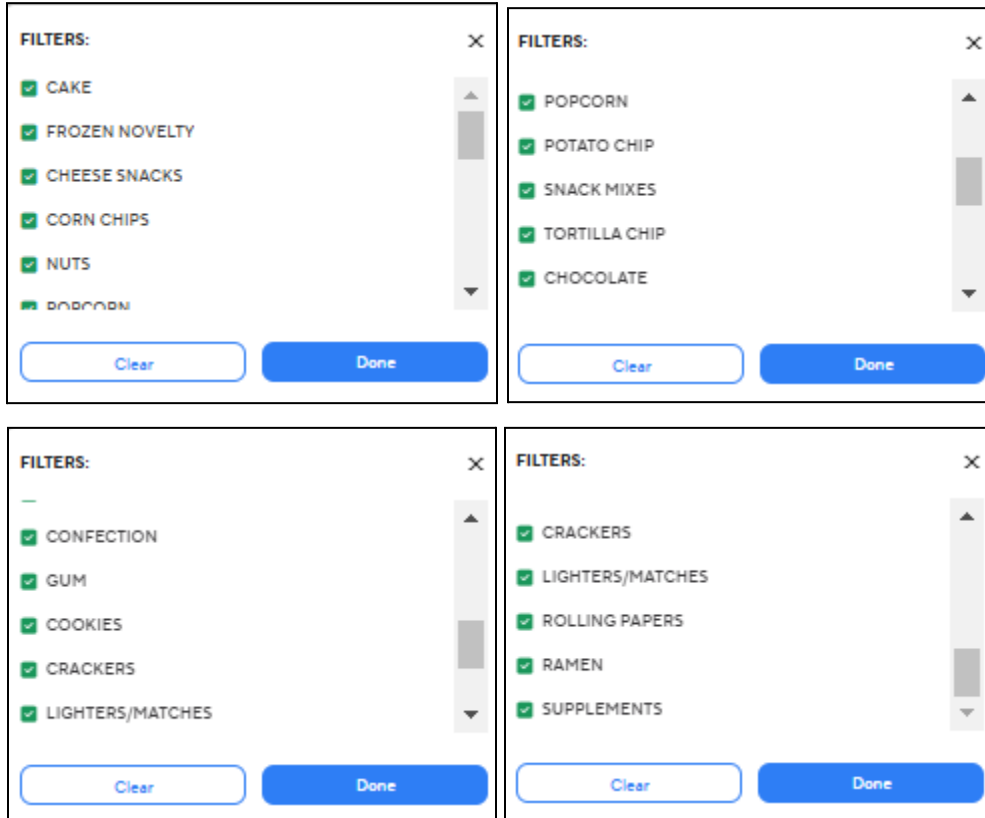 FILTERS:
CAKE
FROZEN NOVELTY
CHEESE SNACKS
CORN CHIPS
NUTS
POPCORN
Clear
Done
FILTERS:
POPCORN
POTATO CHIP
SNACK MIXES
TORTILLA CHIP
CHOCOLATE
Clear
Done
FILTERS:
CONFECTION
GUM
COOKIES
CRACKERS
LIGHTERS/MATCHES
Clear
Done
FILTERS:
CRACKERS
LIGHTERS/MATCHES
ROLLING PAPERS
RAMEN
SUPPLEMENTS
Clear
Done